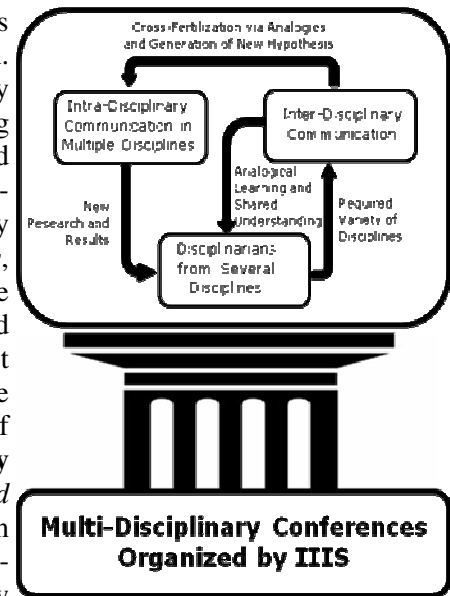 Cross-Fertilization via Analogies
and Generation of New Hypothesis
Intra-Disciplinary
Communication in
Multiple Disciplines
Inter-Disciplinary
Communication
New
Research and
Results
Analogical
Learning and
Shared
Understanding
Required
Variety of
Disciplines
Disciplinarians
from Several
Disciplines
Multi-Disciplinary Conferences
Organized by IIIS